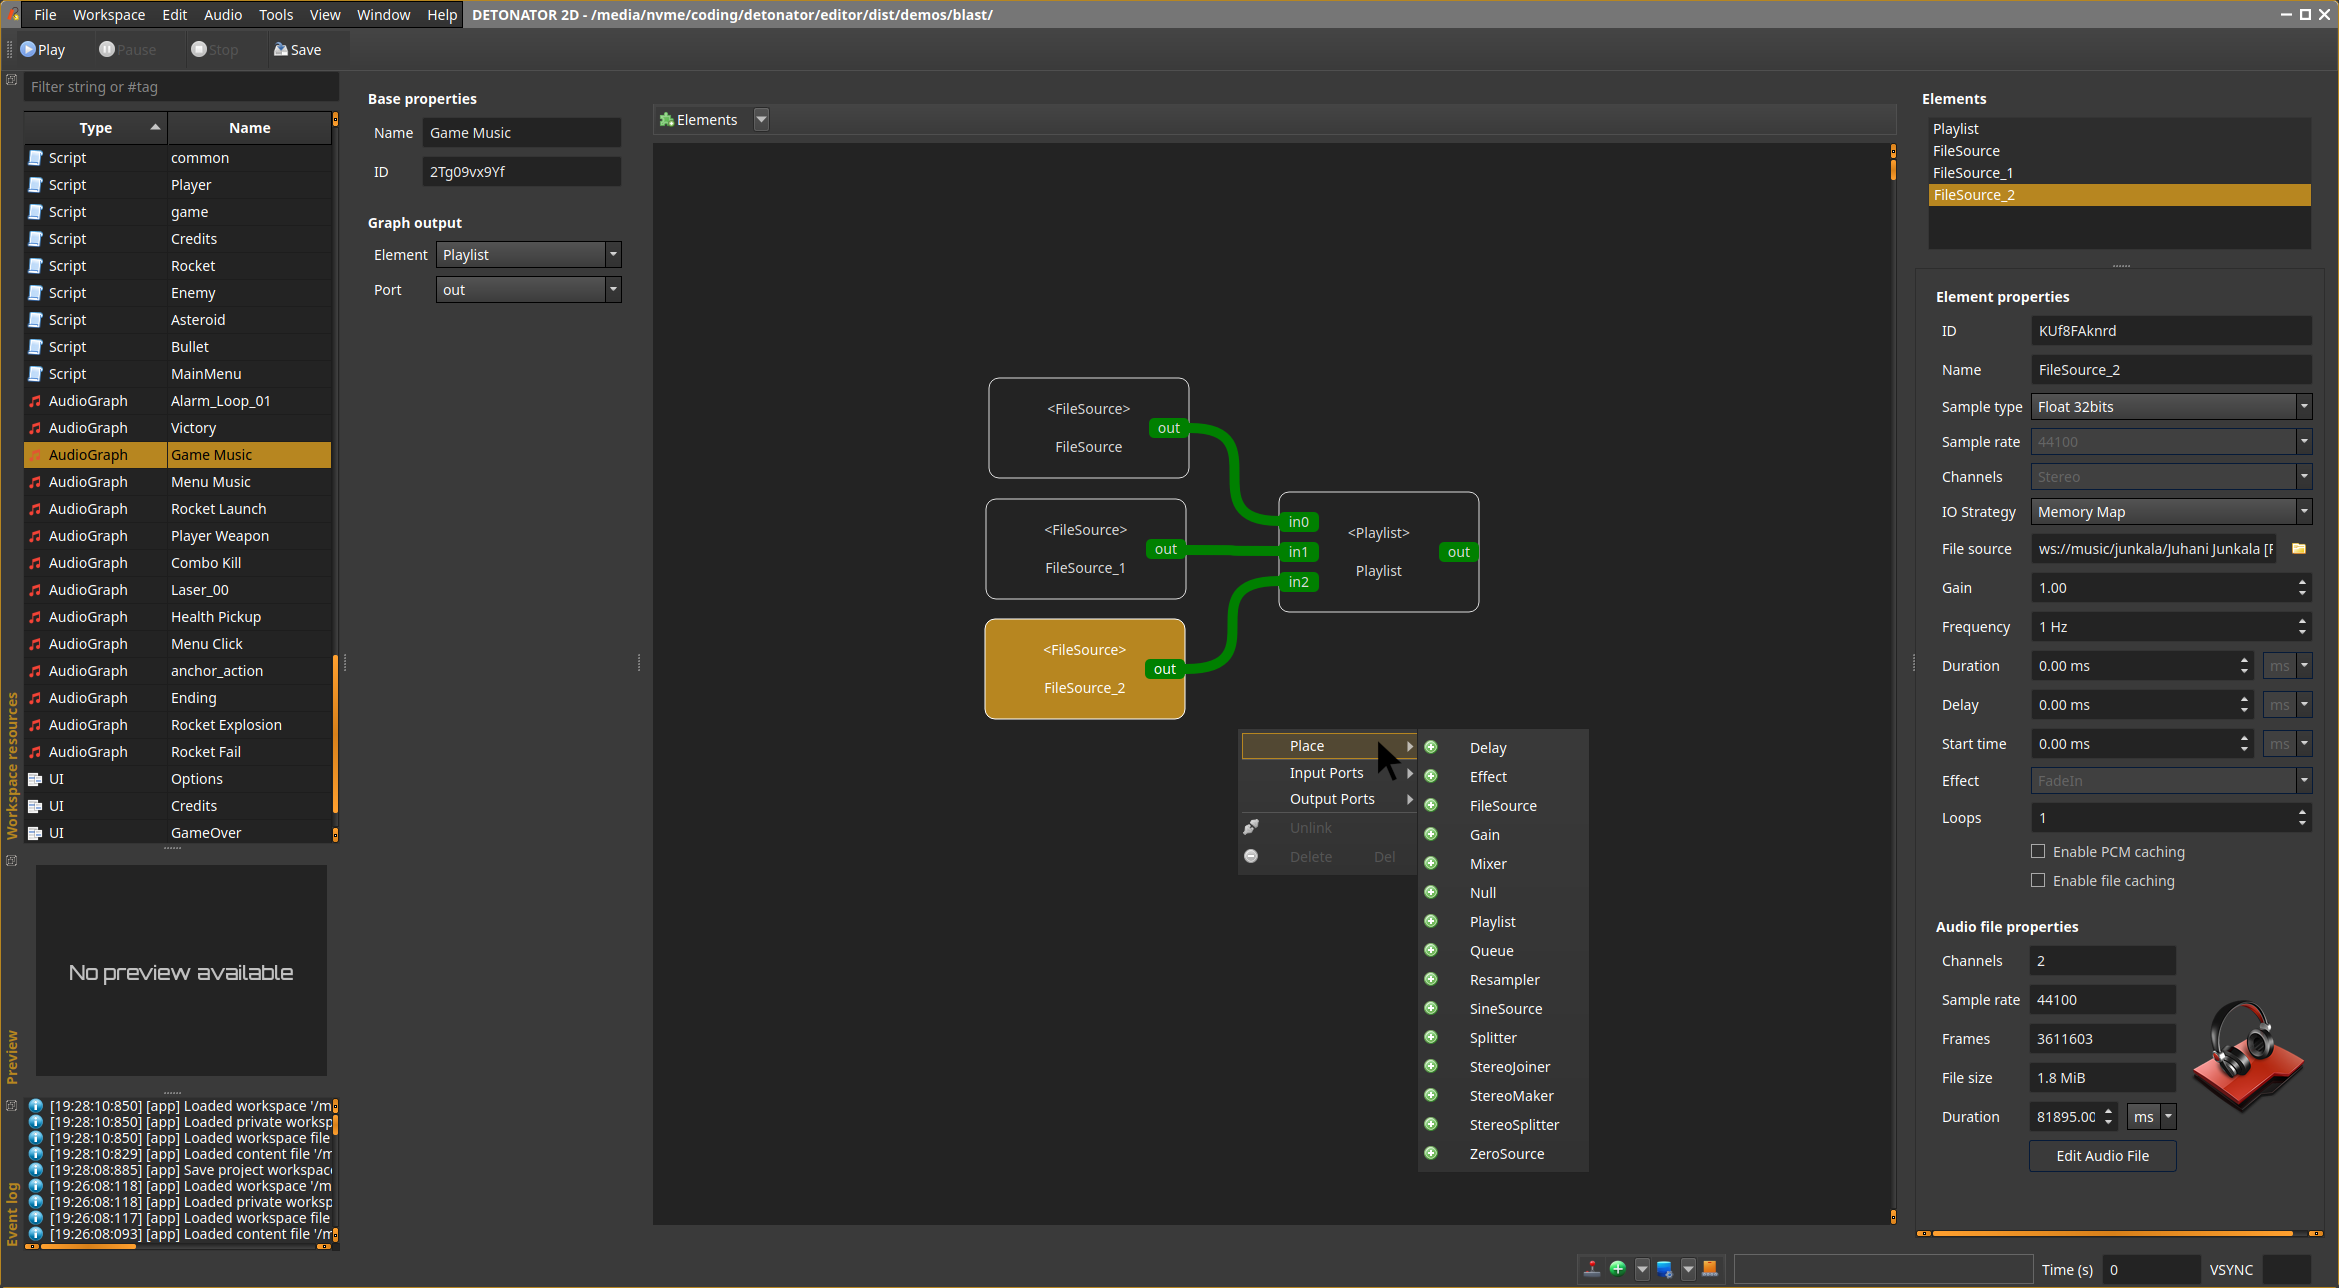 File Workspace Edit Audio Tools View Window Help DETONATOR 2D - /media/nvme/coding/detonator/editor/dist/demos/blast/
Play Pause Stop Save
Filter string or #tag
Type Name
Script common
Script Player
Script game
Script Credits
Script Rocket
Script Enemy
Script Asteroid
Script Bullet
Script MainMenu
AudioGraph Alarm_Loop_01
AudioGraph Victory
AudioGraph Game Music
AudioGraph Menu Music
AudioGraph Rocket Launch
AudioGraph Player Weapon
AudioGraph Combo Kill
AudioGraph Laser_00
AudioGraph Health Pickup
AudioGraph Menu Click
AudioGraph anchor_action
AudioGraph Ending
AudioGraph Rocket Explosion
AudioGraph Rocket Fail
UI Options
UI Credits
UI GameOver
Workspace resources
No preview available
Preview
[19:28:10:850] [app] Loaded workspace '/m
[19:28:10:850] [app] Loaded private worksp
[19:28:10:850] [app] Loaded workspace file
[19:28:10:829] [app] Loaded content file '/m
[19:28:08:885] [app] Save project workspace
[19:26:08:118] [app] Loaded workspace '/m
[19:26:08:118] [app] Loaded private worksp
[19:26:08:117] [app] Loaded workspace file
[19:26:08:093] [app] Loaded content file '/m
Event log
Base properties
Name Game Music
ID 2Tg09vx9Yf
Graph output
Element Playlist
Port out
Elements
<FileSource>
out
FileSource
<FileSource>
out
FileSource_1
<FileSource>
out
FileSource_2
in0
<Playlist>
in1
out
Playlist
in2
Place
Input Ports
Output Ports
Unlink
Delete Del
Delay
Effect
FileSource
Gain
Mixer
Null
Playlist
Queue
Resampler
SineSource
Splitter
StereoJoiner
StereoMaker
StereoSplitter
ZeroSource
Elements
Playlist
FileSource
FileSource_1
FileSource_2
Element properties
ID KUf8FAknrd
Name FileSource_2
Sample type Float 32bits
Sample rate 44100
Channels Stereo
IO Strategy Memory Map
File source ws://music/junkala/Juhani Junkala [
Gain 1.00
Frequency 1 Hz
Duration 0.00 ms ms
Delay 0.00 ms ms
Start time 0.00 ms ms
Effect FadeIn
Loops 1
Enable PCM caching
Enable file caching
Audio file properties
Channels 2
Sample rate 44100
Frames 3611603
File size 1.8 MiB
Duration 81895.00 ms
Edit Audio File
Time (s) 0 VSYNC